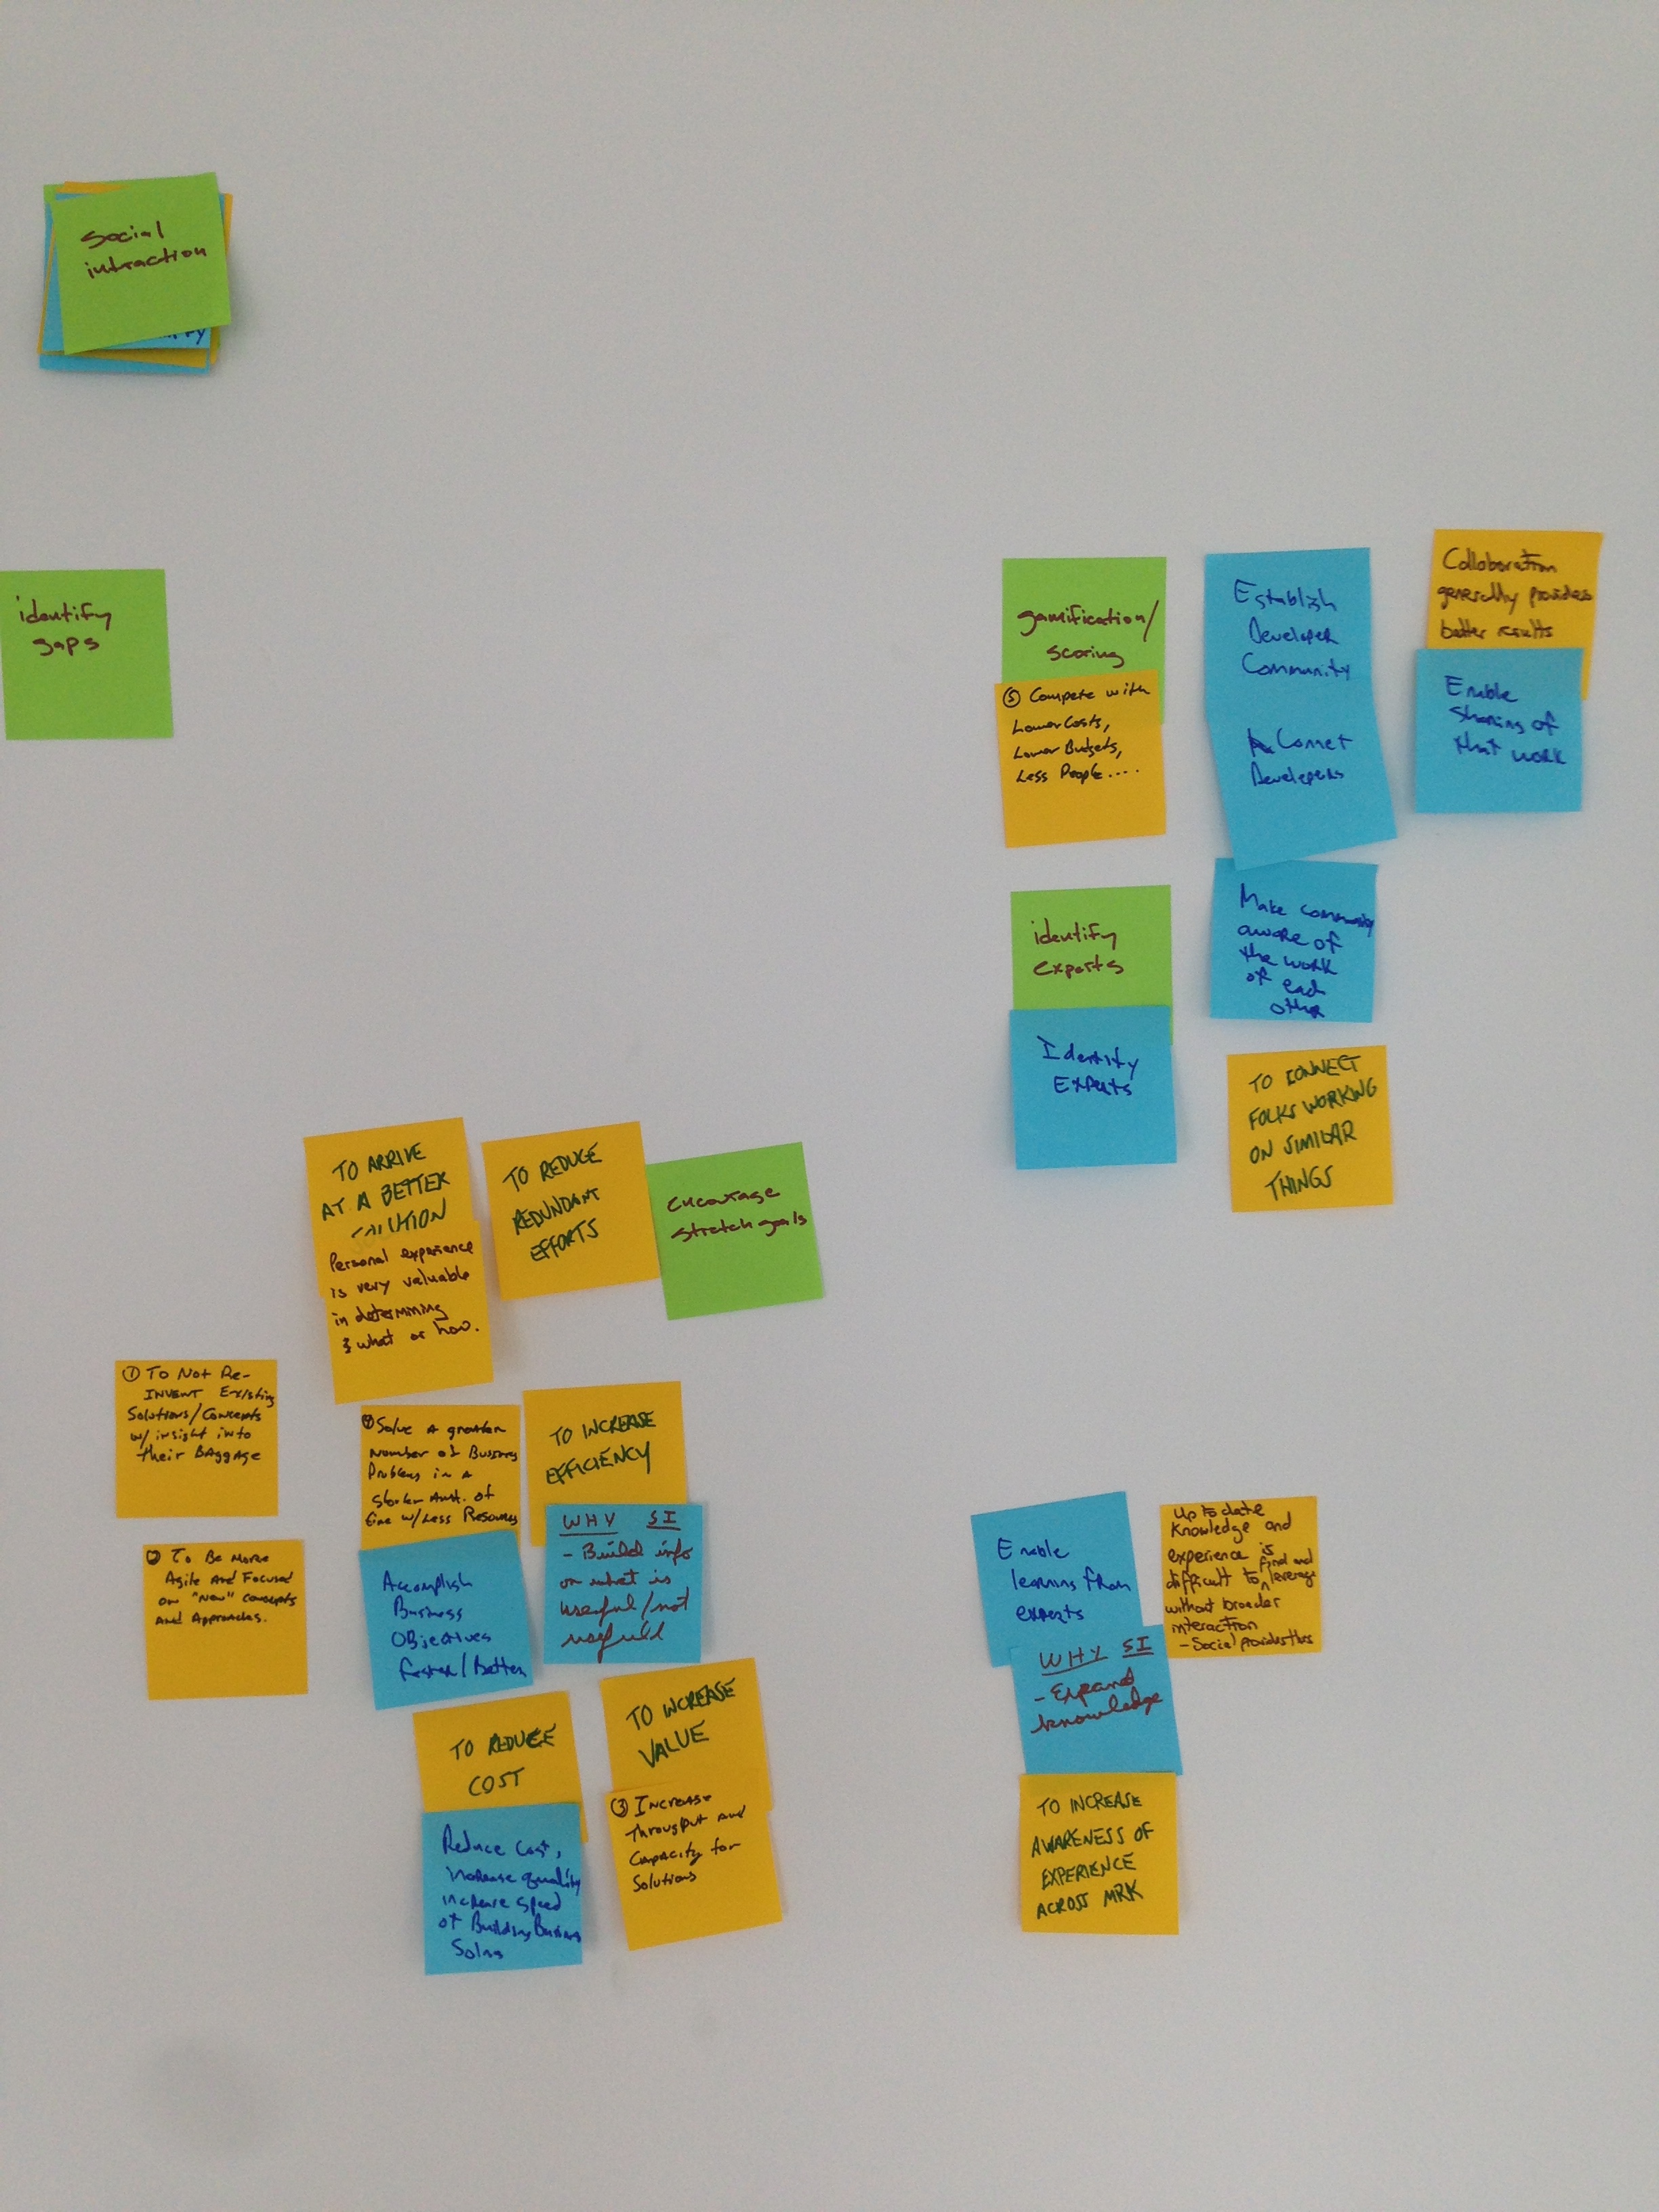 social
intraction
identify
gaps
gamification/
scoring
⑤ Compete with
Lower Costs,
Lower Budgets,
Less People....
Establish
Developer
Community
Comet
Developers
Collaboration
generally provides
better results
Enable
Sharing of
that work
identify
experts
Identify
Experts
Make community
aware of
the work
of each
other
TO CONNECT
FOLKS WORKING
ON SIMILAR
THINGS
TO ARRIVE
AT A BETTER
SOLUTION
Personal experience
is very valuable
in determining
what or how.
TO REDUCE
REDUNDANT
EFFORTS
encourage
stretch goals
① To Not Re-
INVENT Existing
Solutions/Concepts
w/ insight into
their BAggAge
② To Be More
Agile And Focused
on "New" Concepts
And Approaches.
④ Solve A greater
Number of Business
Problems in A
Shorter Amt. of
time w/Less Resources
TO INCREASE
EFFICIENCY
Accomplish
Business
Objectives
faster/Better
WHY SI
- Build info
on what is
useful/not
usefull
TO REDUCE
COST
Reduce Cost,
increase quality
increase speed
of Building Business
Solns
TO INCREASE
VALUE
③ INCREASE
Throughput and
Capacity for
Solutions
Enable
learning from
experts
Up to date
Knowledge and
experience is
difficult to find and leverage
without broader
interaction
- Social provides this
WHY SI
- Expand
knowledge
TO INCREASE
AWARENESS OF
EXPERIENCE
ACROSS MRK